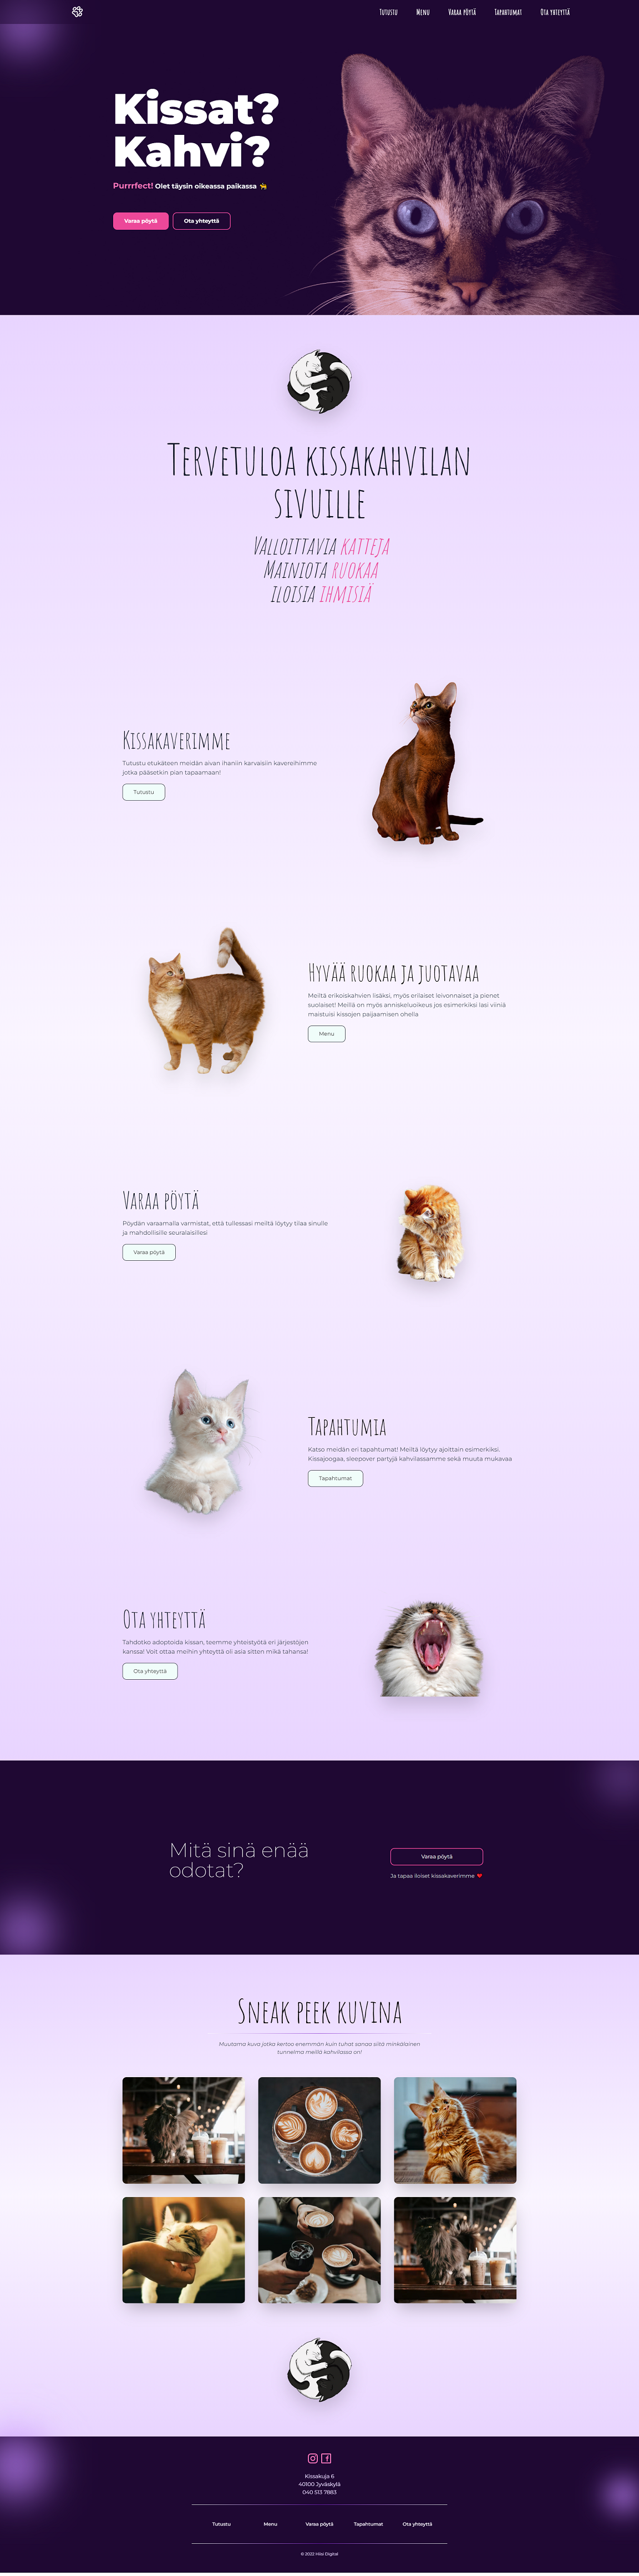 Tutustu Menu Varaa pöytä Tapahtumat Ota yhteyttä
Kissat?
Kahvi?
Purrrfect! Olet täysin oikeassa paikassa 🐈
Varaa pöytä Ota yhteyttä
Tervetuloa kissakahvilan
sivuille
Valloittavia katteja
Mainiota ruokaa
iloisia ihmisiä
Kissakaverimme
Tutustu etukäteen meidän aivan ihaniin karvaisiin kavereihimme
jotka pääsetkin pian tapaamaan!
Tutustu
Hyvää ruokaa ja juotavaa
Meiltä erikoiskahvien lisäksi, myös erilaiset leivonnaiset ja pienet
suolaiset! Meillä on myös anniskeluoikeus jos esimerkiksi lasi viiniä
maistuisi kissojen paijaamisen ohella
Menu
Varaa pöytä
Pöydän varaamalla varmistat, että tullessasi meiltä löytyy tilaa sinulle
ja mahdollisille seuralaisillesi
Varaa pöytä
Tapahtumia
Katso meidän eri tapahtumat! Meiltä löytyy ajoittain esimerkiksi.
Kissajoogaa, sleepover partyjä kahvilassamme sekä muuta mukavaa
Tapahtumat
Ota yhteyttä
Tahdotko adoptoida kissan, teemme yhteistyötä eri järjestöjen
kanssa! Voit ottaa meihin yhteyttä oli asia sitten mikä tahansa!
Ota yhteyttä
Mitä sinä enää
odotat?
Varaa pöytä
Ja tapaa iloiset kissakaverimme ❤️
Sneak peek kuvina
Muutama kuva jotka kertoo enemmän kuin tuhat sanaa siitä minkälainen
tunnelma meillä kahvilassa on!
Kissakuja 6
40100 Jyväskylä
040 513 7883
Tutustu Menu Varaa pöytä Tapahtumat Ota yhteyttä
© 2022 Hiisi Digital